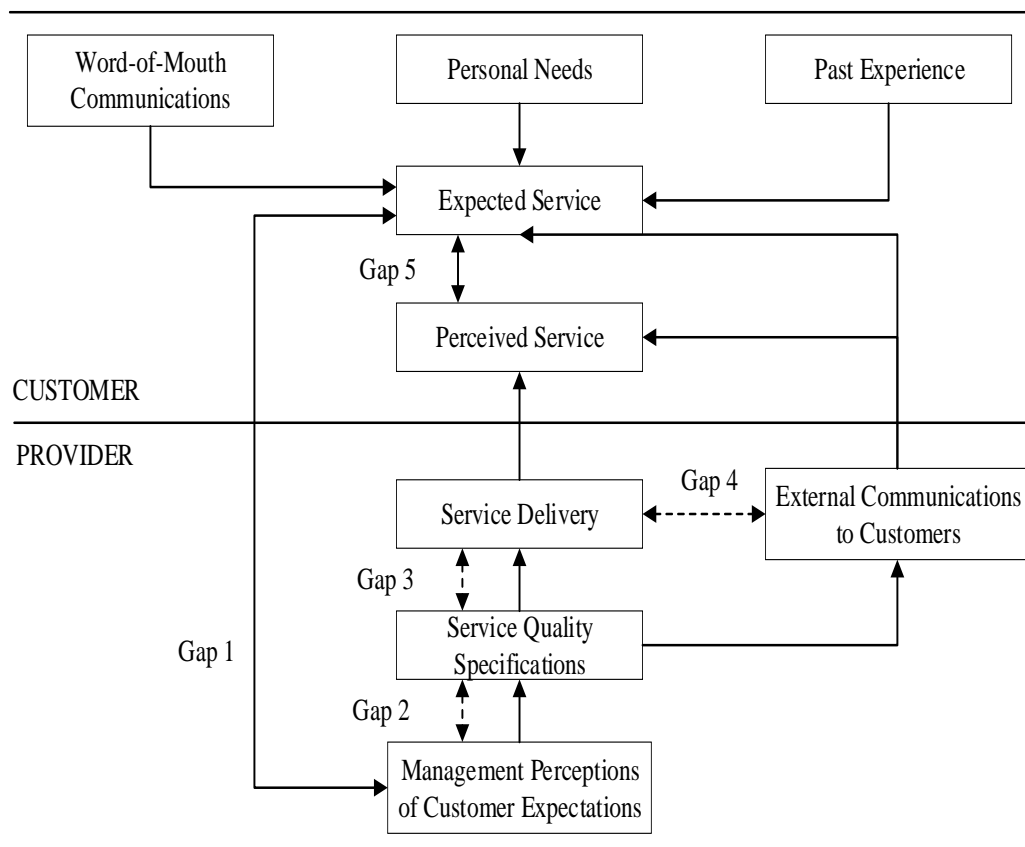 Word-of-Mouth
Communications
Personal Needs
Past Experience
Expected Service
Gap 5
Perceived Service
CUSTOMER
PROVIDER
Service Delivery
Gap 4
External Communications
to Customers
Gap 3
Service Quality
Specifications
Gap 1
Gap 2
Management Perceptions
of Customer Expectations